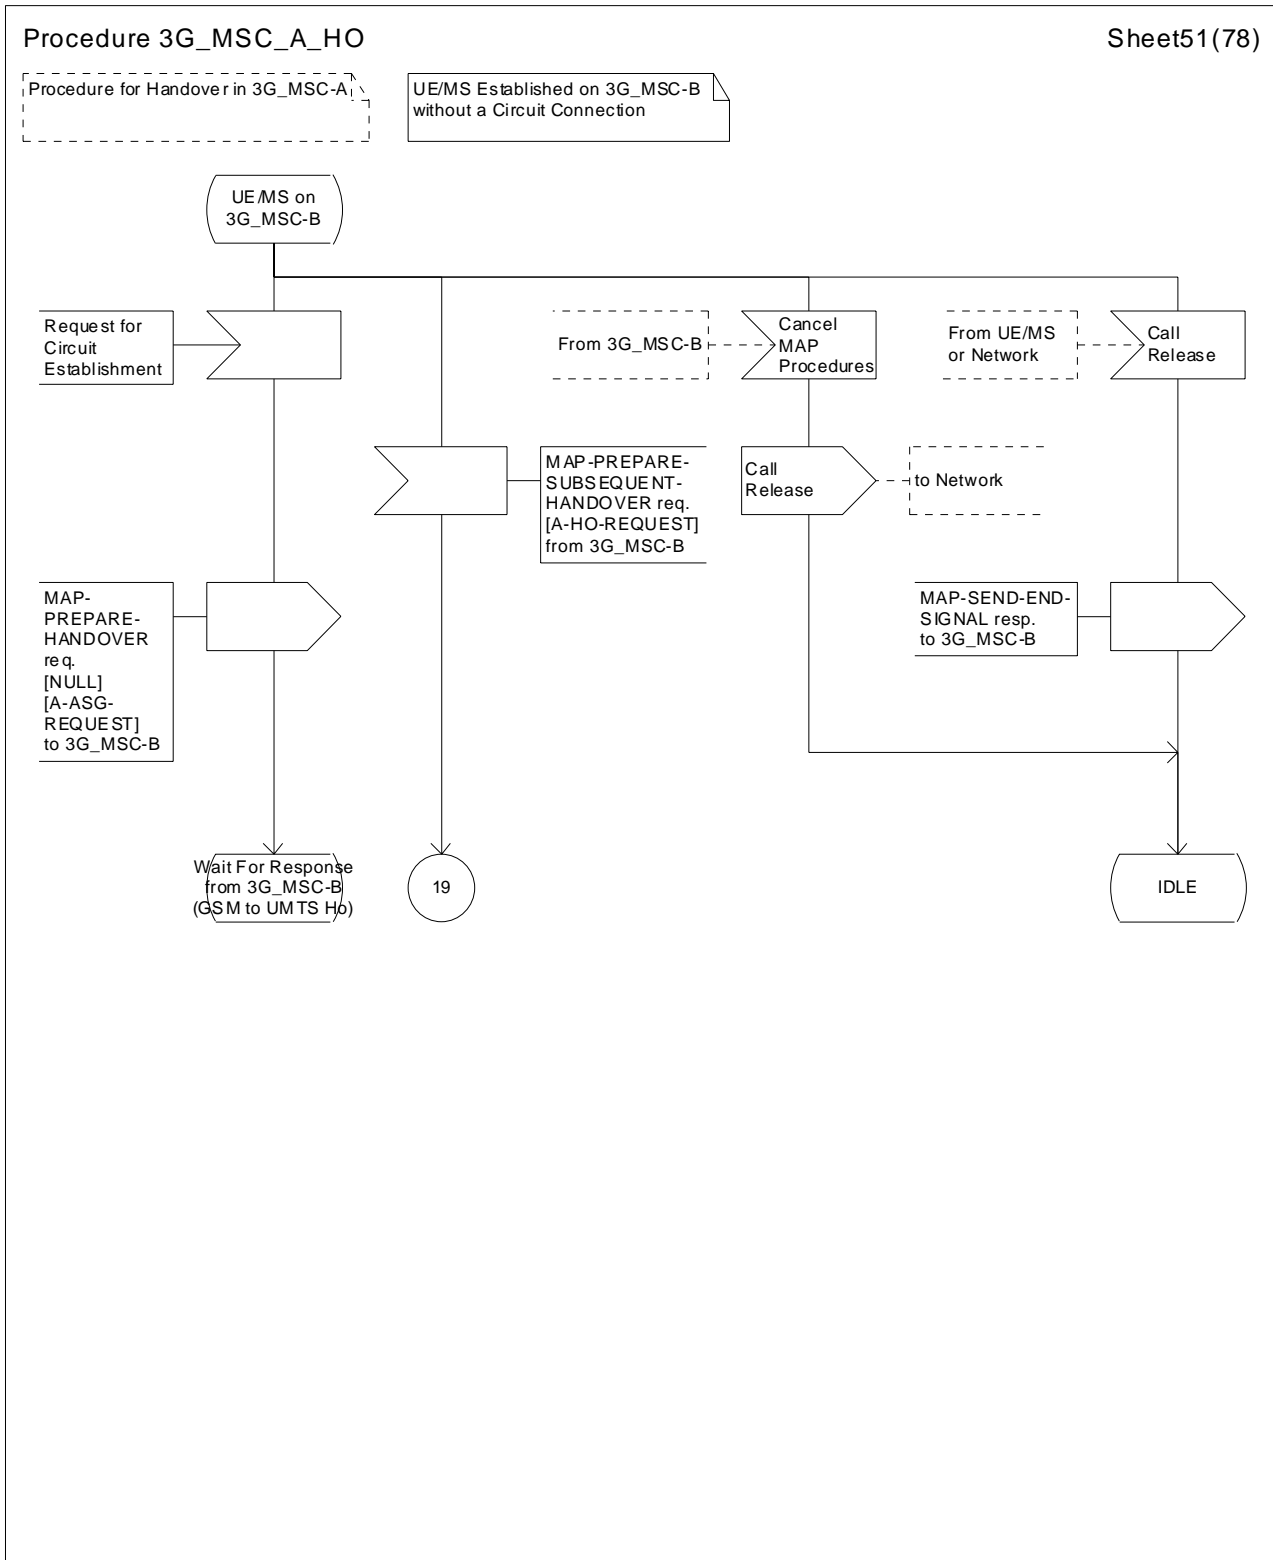 Procedure 3G_MSC_A_HO
Sheet51(78)
Procedure for Handover in 3G_MSC-A
UE/MS Established on 3G_MSC-B
without a Circuit Connection
UE/MS on
3G_MSC-B
Request for
Circuit
Establishment
From 3G_MSC-B
Cancel
MAP
Procedures
From UE/MS
or Network
Call
Release
MAP-PREPARE-
SUBSEQUENT-
HANDOVER req.
[A-HO-REQUEST]
from 3G_MSC-B
Call
Release
to Network
MAP-
PREPARE-
HANDOVER
req.
[NULL]
[A-ASG-
REQUEST]
to 3G_MSC-B
MAP-SEND-END-
SIGNAL resp.
to 3G_MSC-B
Wait For Response
from 3G_MSC-B
(GSM to UMTS Ho)
19
IDLE